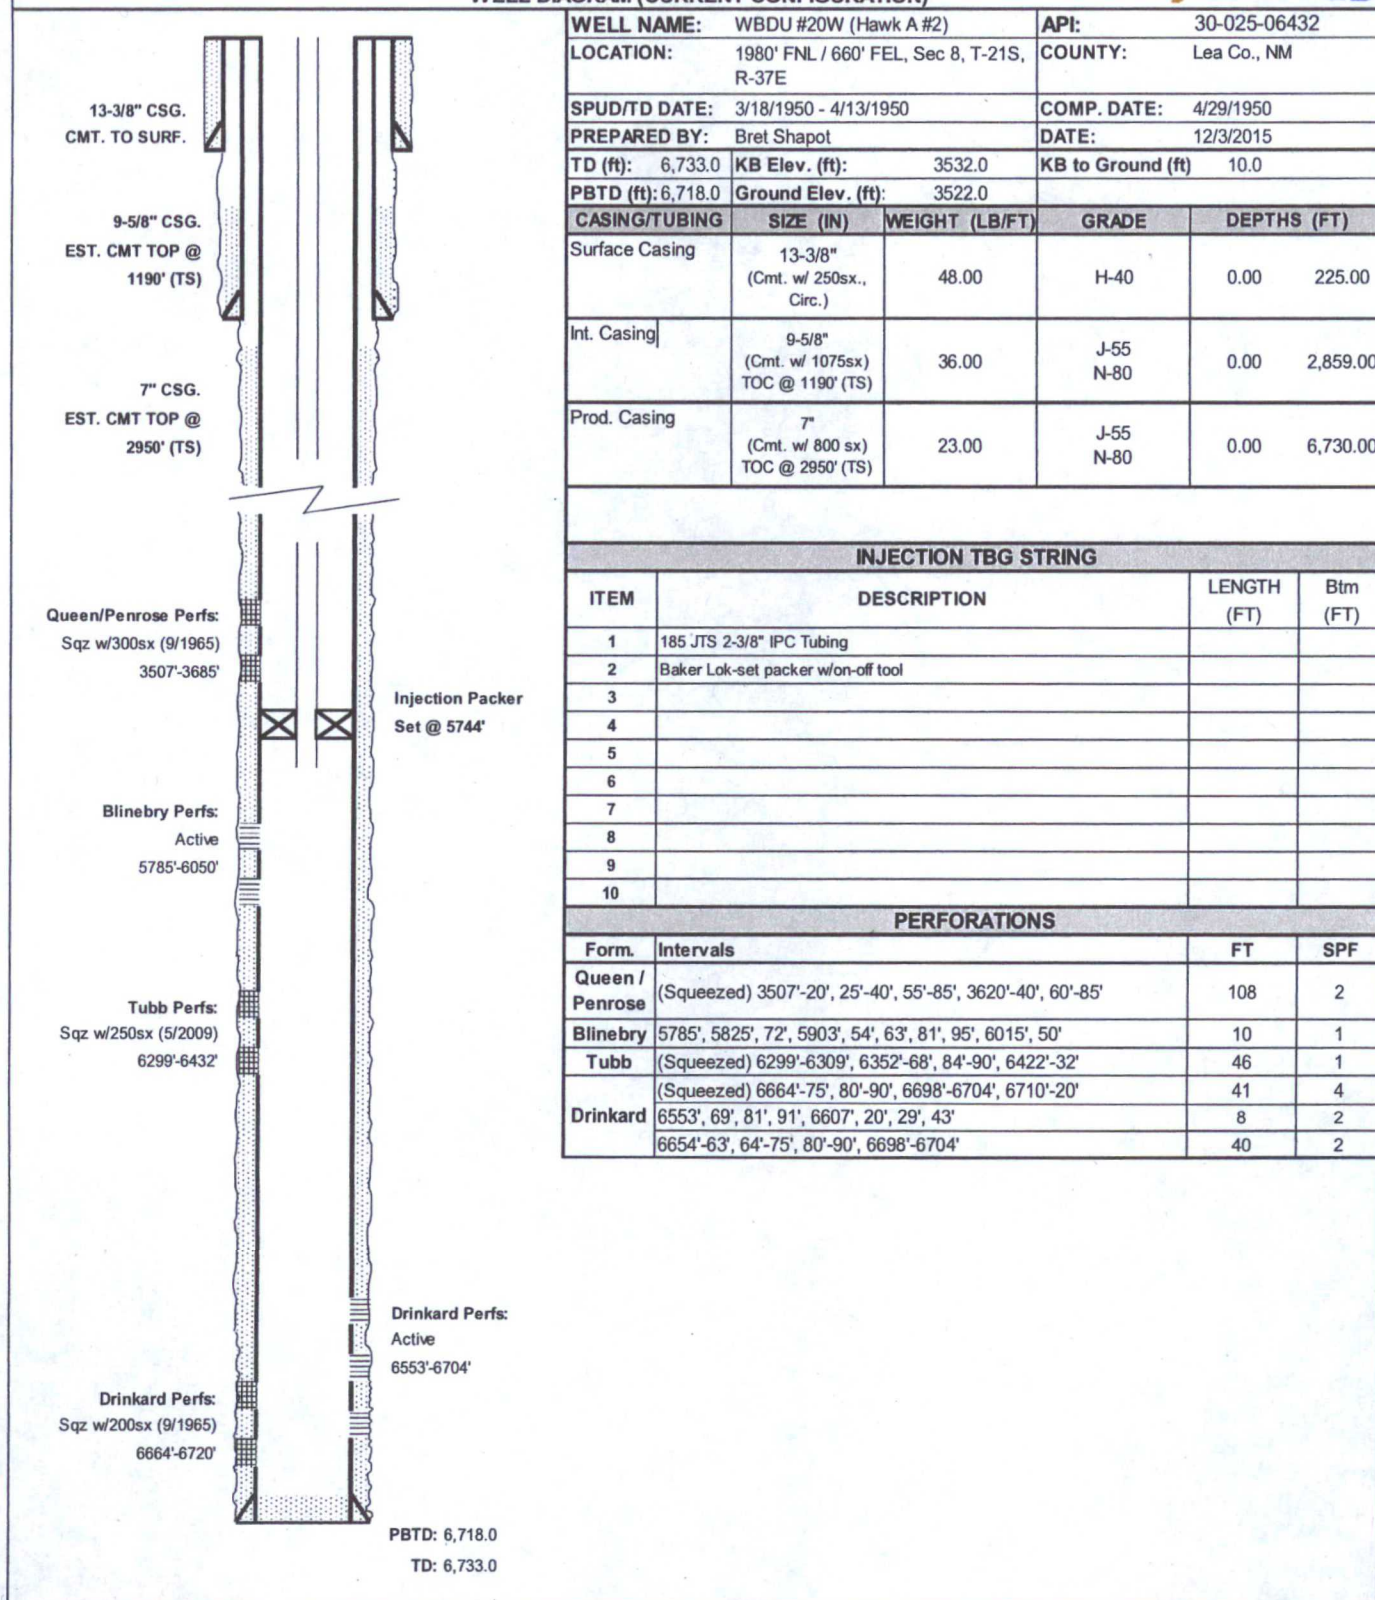 WELL DIAGRAM (CURRENT CONFIGURATION)
WELL NAME: WBDU #20W (Hawk A #2) API: 30-025-06432
LOCATION: 1980' FNL / 660' FEL, Sec 8, T-21S, COUNTY: Lea Co., NM
R-37E
SPUD/TD DATE: 3/18/1950 - 4/13/1950 COMP. DATE: 4/29/1950
PREPARED BY: Bret Shapot DATE: 12/3/2015
TD (ft): 6,733.0 KB Elev. (ft): 3532.0 KB to Ground (ft) 10.0
PBTD (ft): 6,718.0 Ground Elev. (ft): 3522.0
CASING/TUBING SIZE (IN) WEIGHT (LB/FT) GRADE DEPTHS (FT)
Surface Casing 13-3/8" 
(Cmt. w/ 250sx., 48.00 H-40 0.00 225.00
Circ.)
Int. Casing 9-5/8"
(Cmt. w/ 1075sx) 36.00 J-55 0.00 2,859.00
TOC @ 1190' (TS) N-80
Prod. Casing 7"
(Cmt. w/ 800 sx) 23.00 J-55 0.00 6,730.00
TOC @ 2950' (TS) N-80
INJECTION TBG STRING
ITEM DESCRIPTION LENGTH Btm
(FT) (FT)
1 185 JTS 2-3/8" IPC Tubing
2 Baker Lok-set packer w/on-off tool
3
4
5
6
7
8
9
10
PERFORATIONS
Form. Intervals FT SPF
Queen /
Penrose (Squeezed) 3507'-20', 25'-40', 55'-85', 3620'-40', 60'-85' 108 2
Blinebry 5785', 5825', 72', 5903', 54', 63', 81', 95', 6015', 50' 10 1
Tubb (Squeezed) 6299'-6309', 6352'-68', 84'-90', 6422'-32' 46 1
(Squeezed) 6664'-75', 80'-90', 6698'-6704', 6710'-20' 41 4
Drinkard 6553', 69', 81', 91', 6607', 20', 29', 43' 8 2
6654'-63', 64'-75', 80'-90', 6698'-6704' 40 2
13-3/8" CSG.
CMT. TO SURF.
9-5/8" CSG.
EST. CMT TOP @
1190' (TS)
7" CSG.
EST. CMT TOP @
2950' (TS)
Queen/Penrose Perfs:
Sqz w/300sx (9/1965)
3507'-3685'
Injection Packer
Set @ 5744'
Blinebry Perfs:
Active
5785'-6050'
Tubb Perfs:
Sqz w/250sx (5/2009)
6299'-6432'
Drinkard Perfs:
Active
6553'-6704'
Drinkard Perfs:
Sqz w/200sx (9/1965)
6664'-6720'
PBTD: 6,718.0
TD: 6,733.0